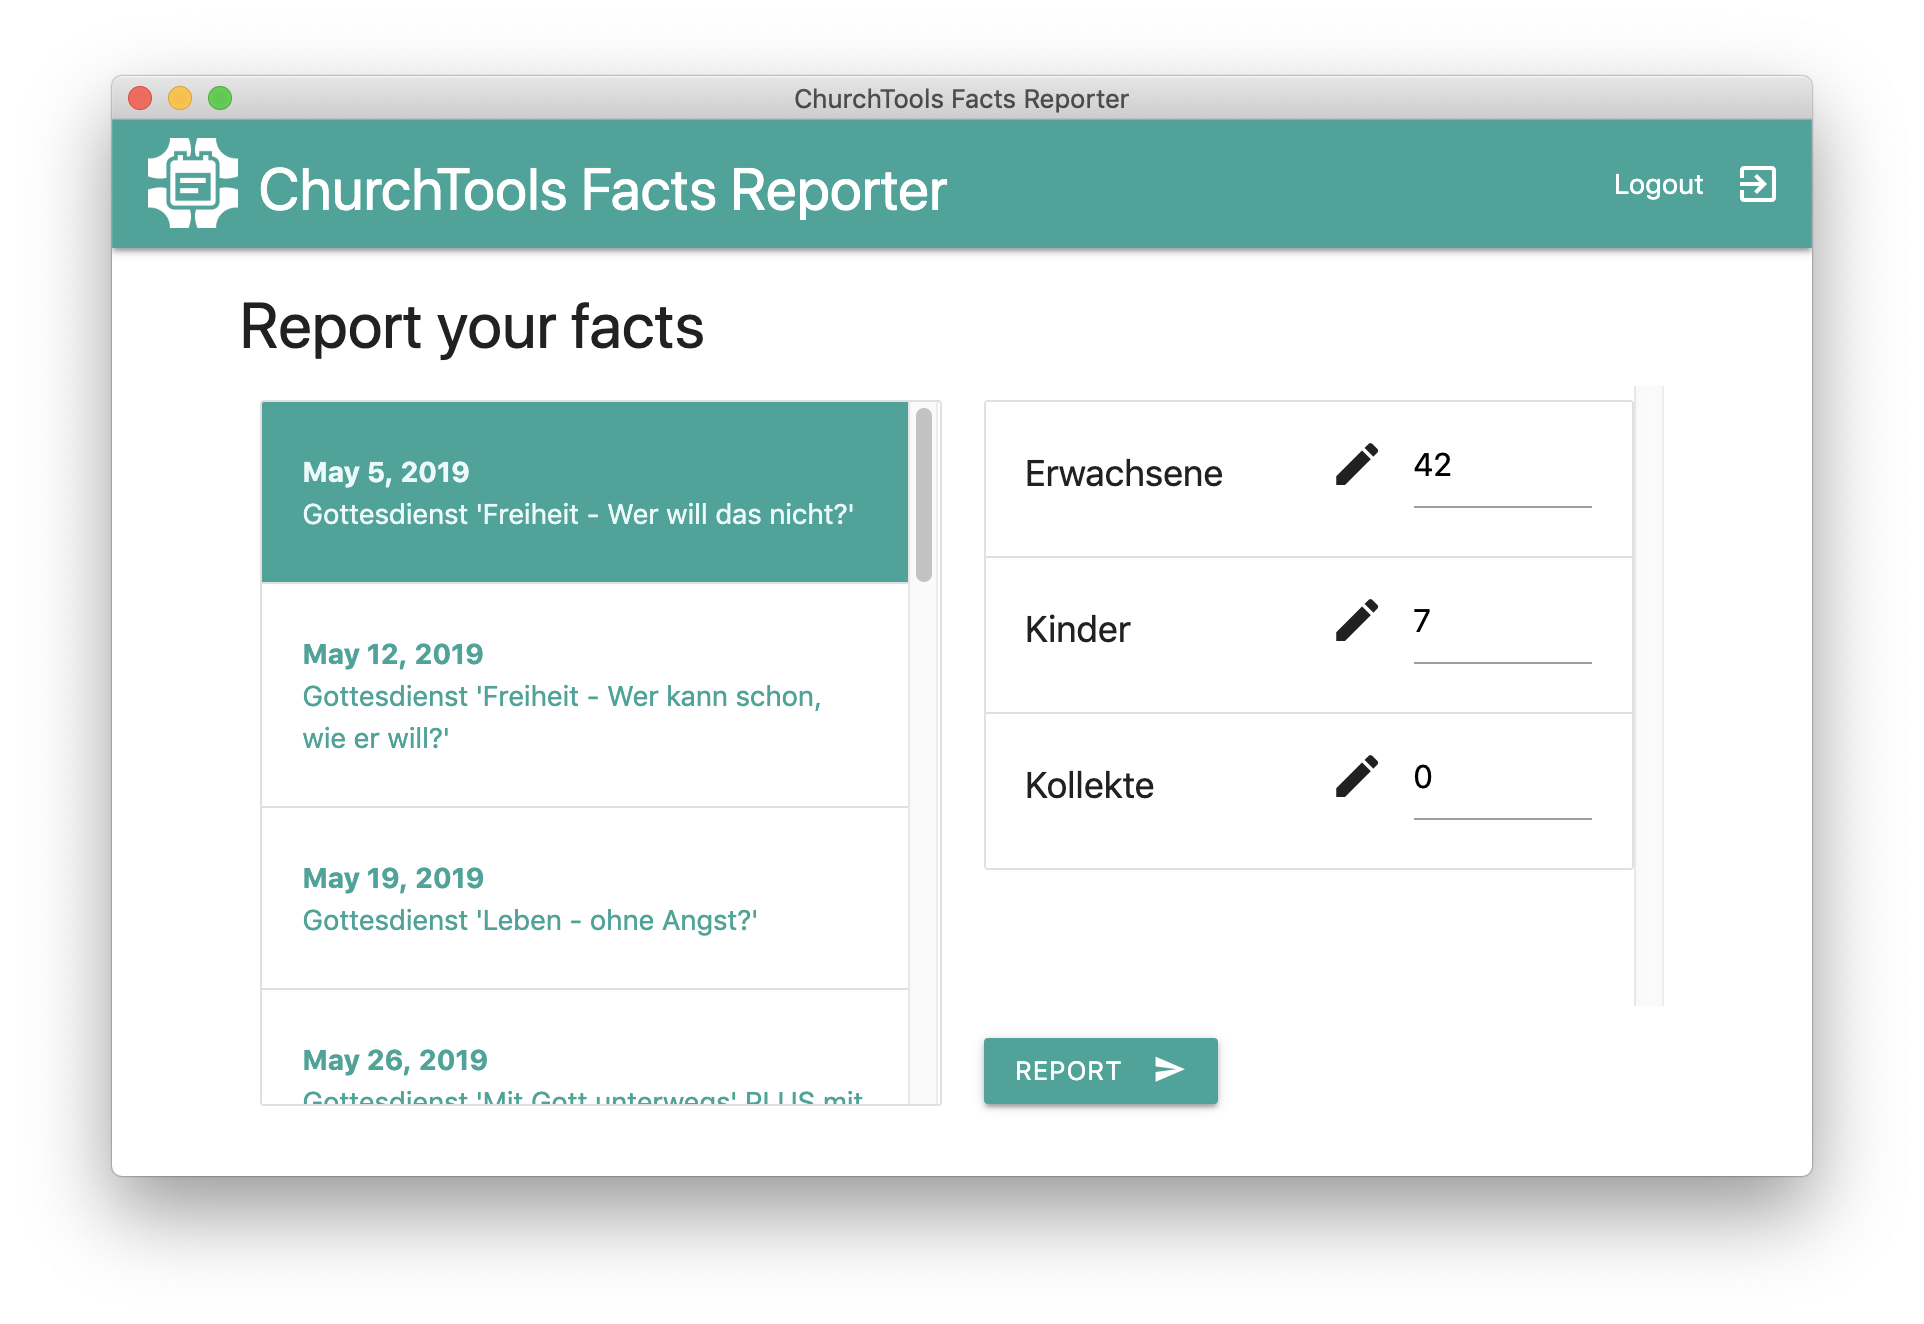 ChurchTools Facts Reporter
ChurchTools Facts Reporter
Logout
Report your facts
May 5, 2019
Gottesdienst 'Freiheit - Wer will das nicht?'
May 12, 2019
Gottesdienst 'Freiheit - Wer kann schon,
wie er will?'
May 19, 2019
Gottesdienst 'Leben - ohne Angst?'
May 26, 2019
Gottesdienst 'Mit Gott unterwegs' PLUS mit
Erwachsene
42
Kinder
7
Kollekte
0
REPORT